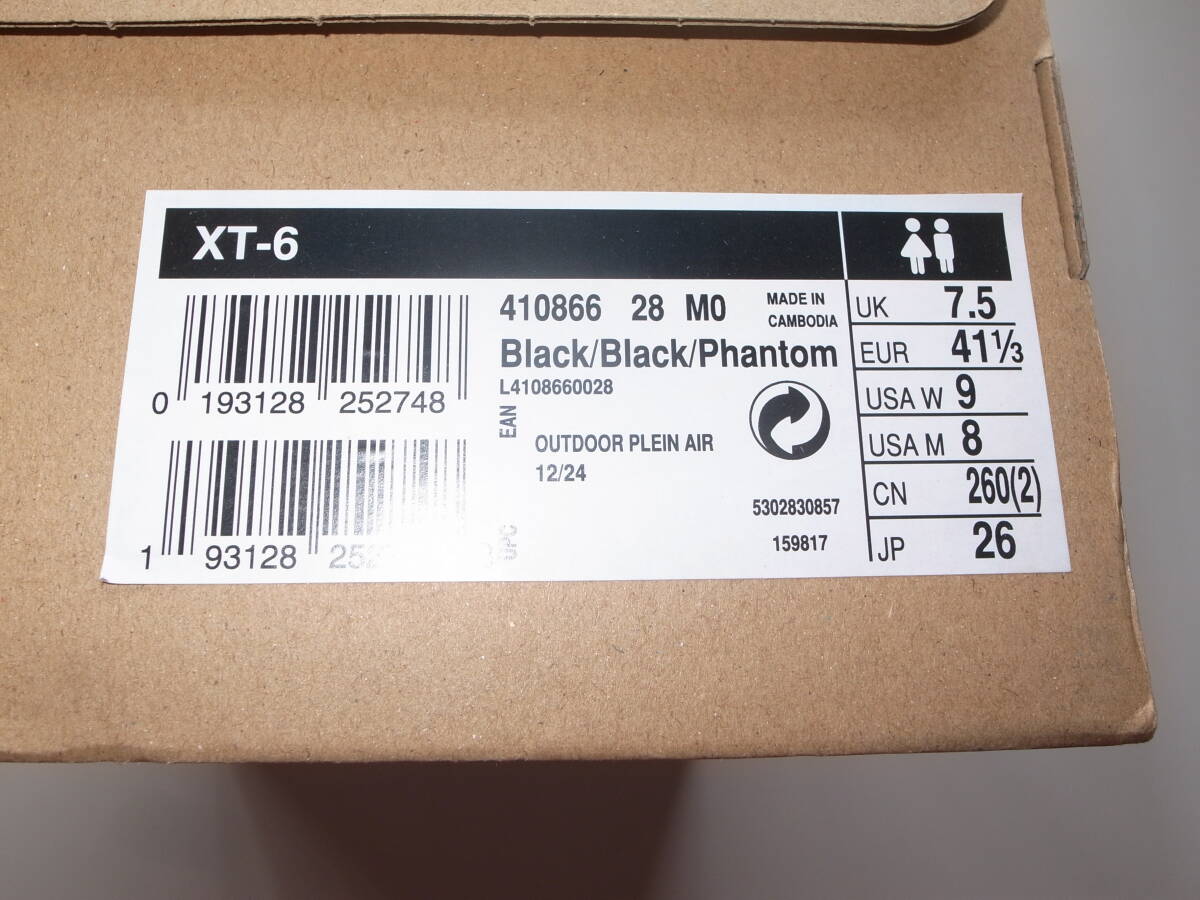 XT-6
0 193128 252748
EAN
1 93128
UPC
410866 28 M0
MADE IN
CAMBODIA
Black/Black/Phantom
L4108660028
OUTDOOR PLEIN AIR
12/24
5302830857
159817
UK 7.5
EUR 41⅓
USA W 9
USA M 8
CN 260(2)
JP 26